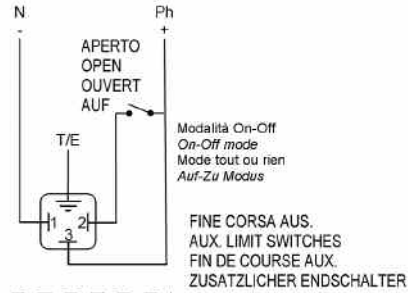 N
Ph
-
+
APERTO
OPEN
OUVERT
AUF
T/E
Modalità On-Off
On-Off mode
Mode tout ou rien
Auf-Zu Modus
1 2
3
FINE CORSA AUS.
AUX. LIMIT SWITCHES
FIN DE COURSE AUX.
ZUSATZLICHER ENDSCHALTER